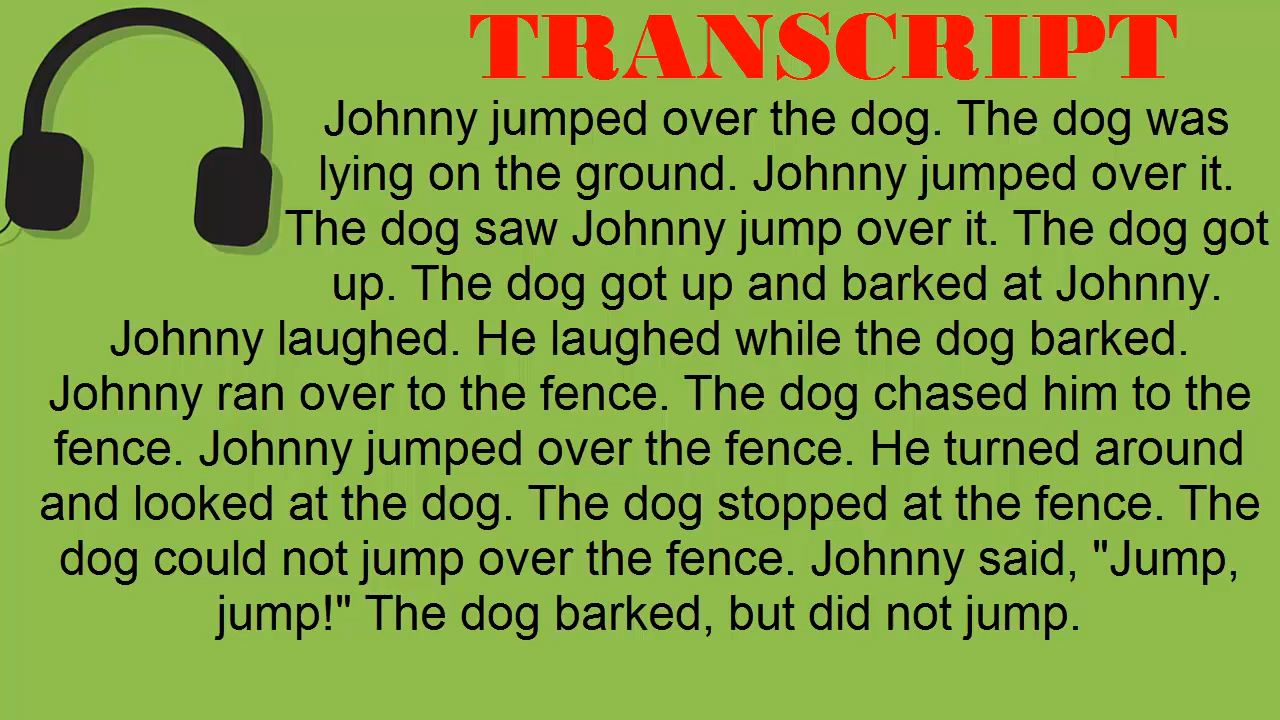 TRANSCRIPT
Johnny jumped over the dog. The dog was
lying on the ground. Johnny jumped over it.
The dog saw Johnny jump over it. The dog got
up. The dog got up and barked at Johnny.
Johnny laughed. He laughed while the dog barked.
Johnny ran over to the fence. The dog chased him to the
fence. Johnny jumped over the fence. He turned around
and looked at the dog. The dog stopped at the fence. The
dog could not jump over the fence. Johnny said, "Jump,
jump!" The dog barked, but did not jump.